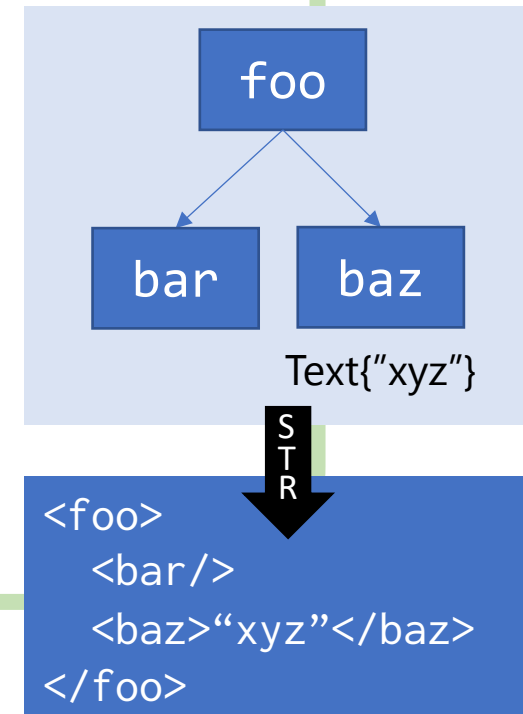 foo
bar baz
Text{"xyz"}
S
T
R
<foo>
  <bar/>
  <baz>“xyz”</baz>
</foo>